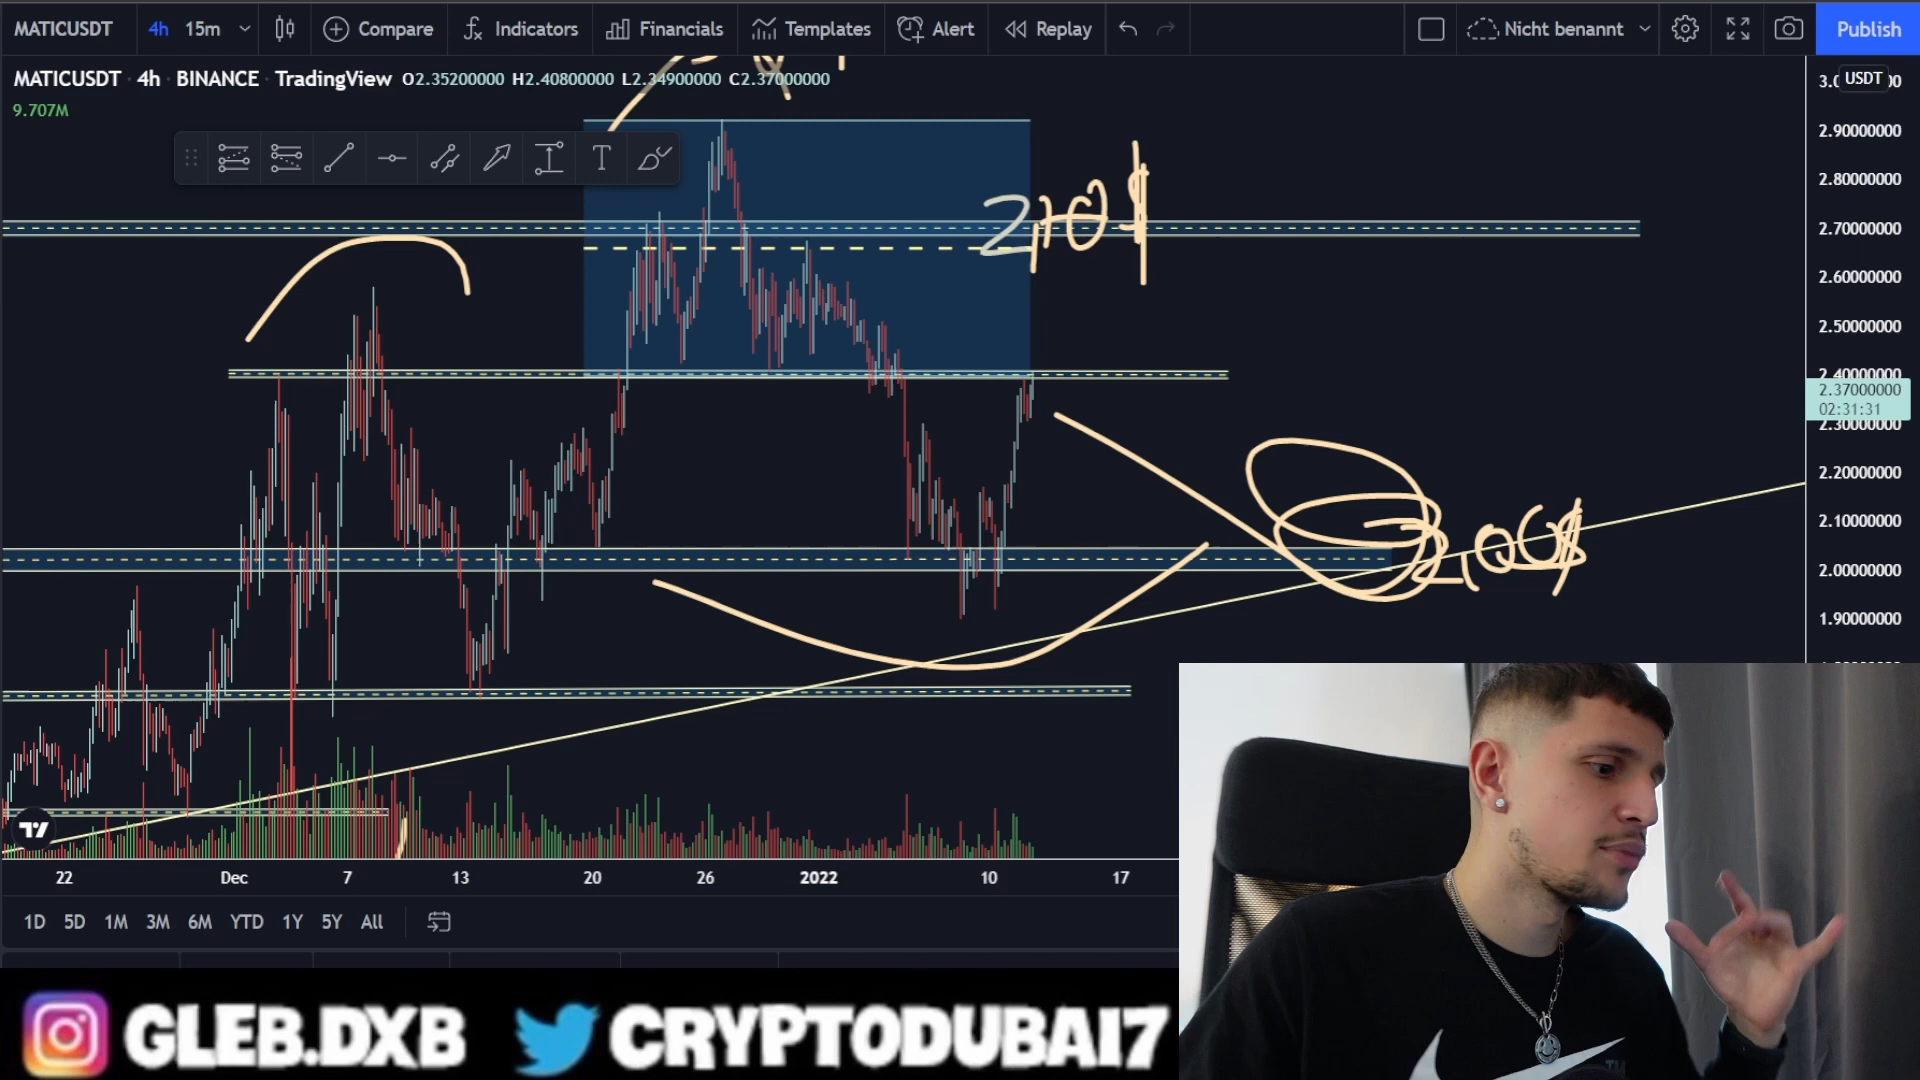 MATICUSDT 4h 15m Compare Indicators Financials Templates Alert Replay Nicht benannt Publish
MATICUSDT 4h BINANCE TradingView O2.35200000 H2.40800000 L2.34900000 C2.37000000
USDT
9.707M
T
2.90000000
2.80000000
2.70000000
2.60000000
2.50000000
2.40000000
2.37000000
02:31:31
2.30000000
2.20000000
2.10000000
2.00000000
1.90000000
2,00$
22 Dec 7 13 20 26 2022 10 17
1D 5D 1M 3M 6M YTD 1Y 5Y All
GLEB.DXB CRYPTODUBAI7